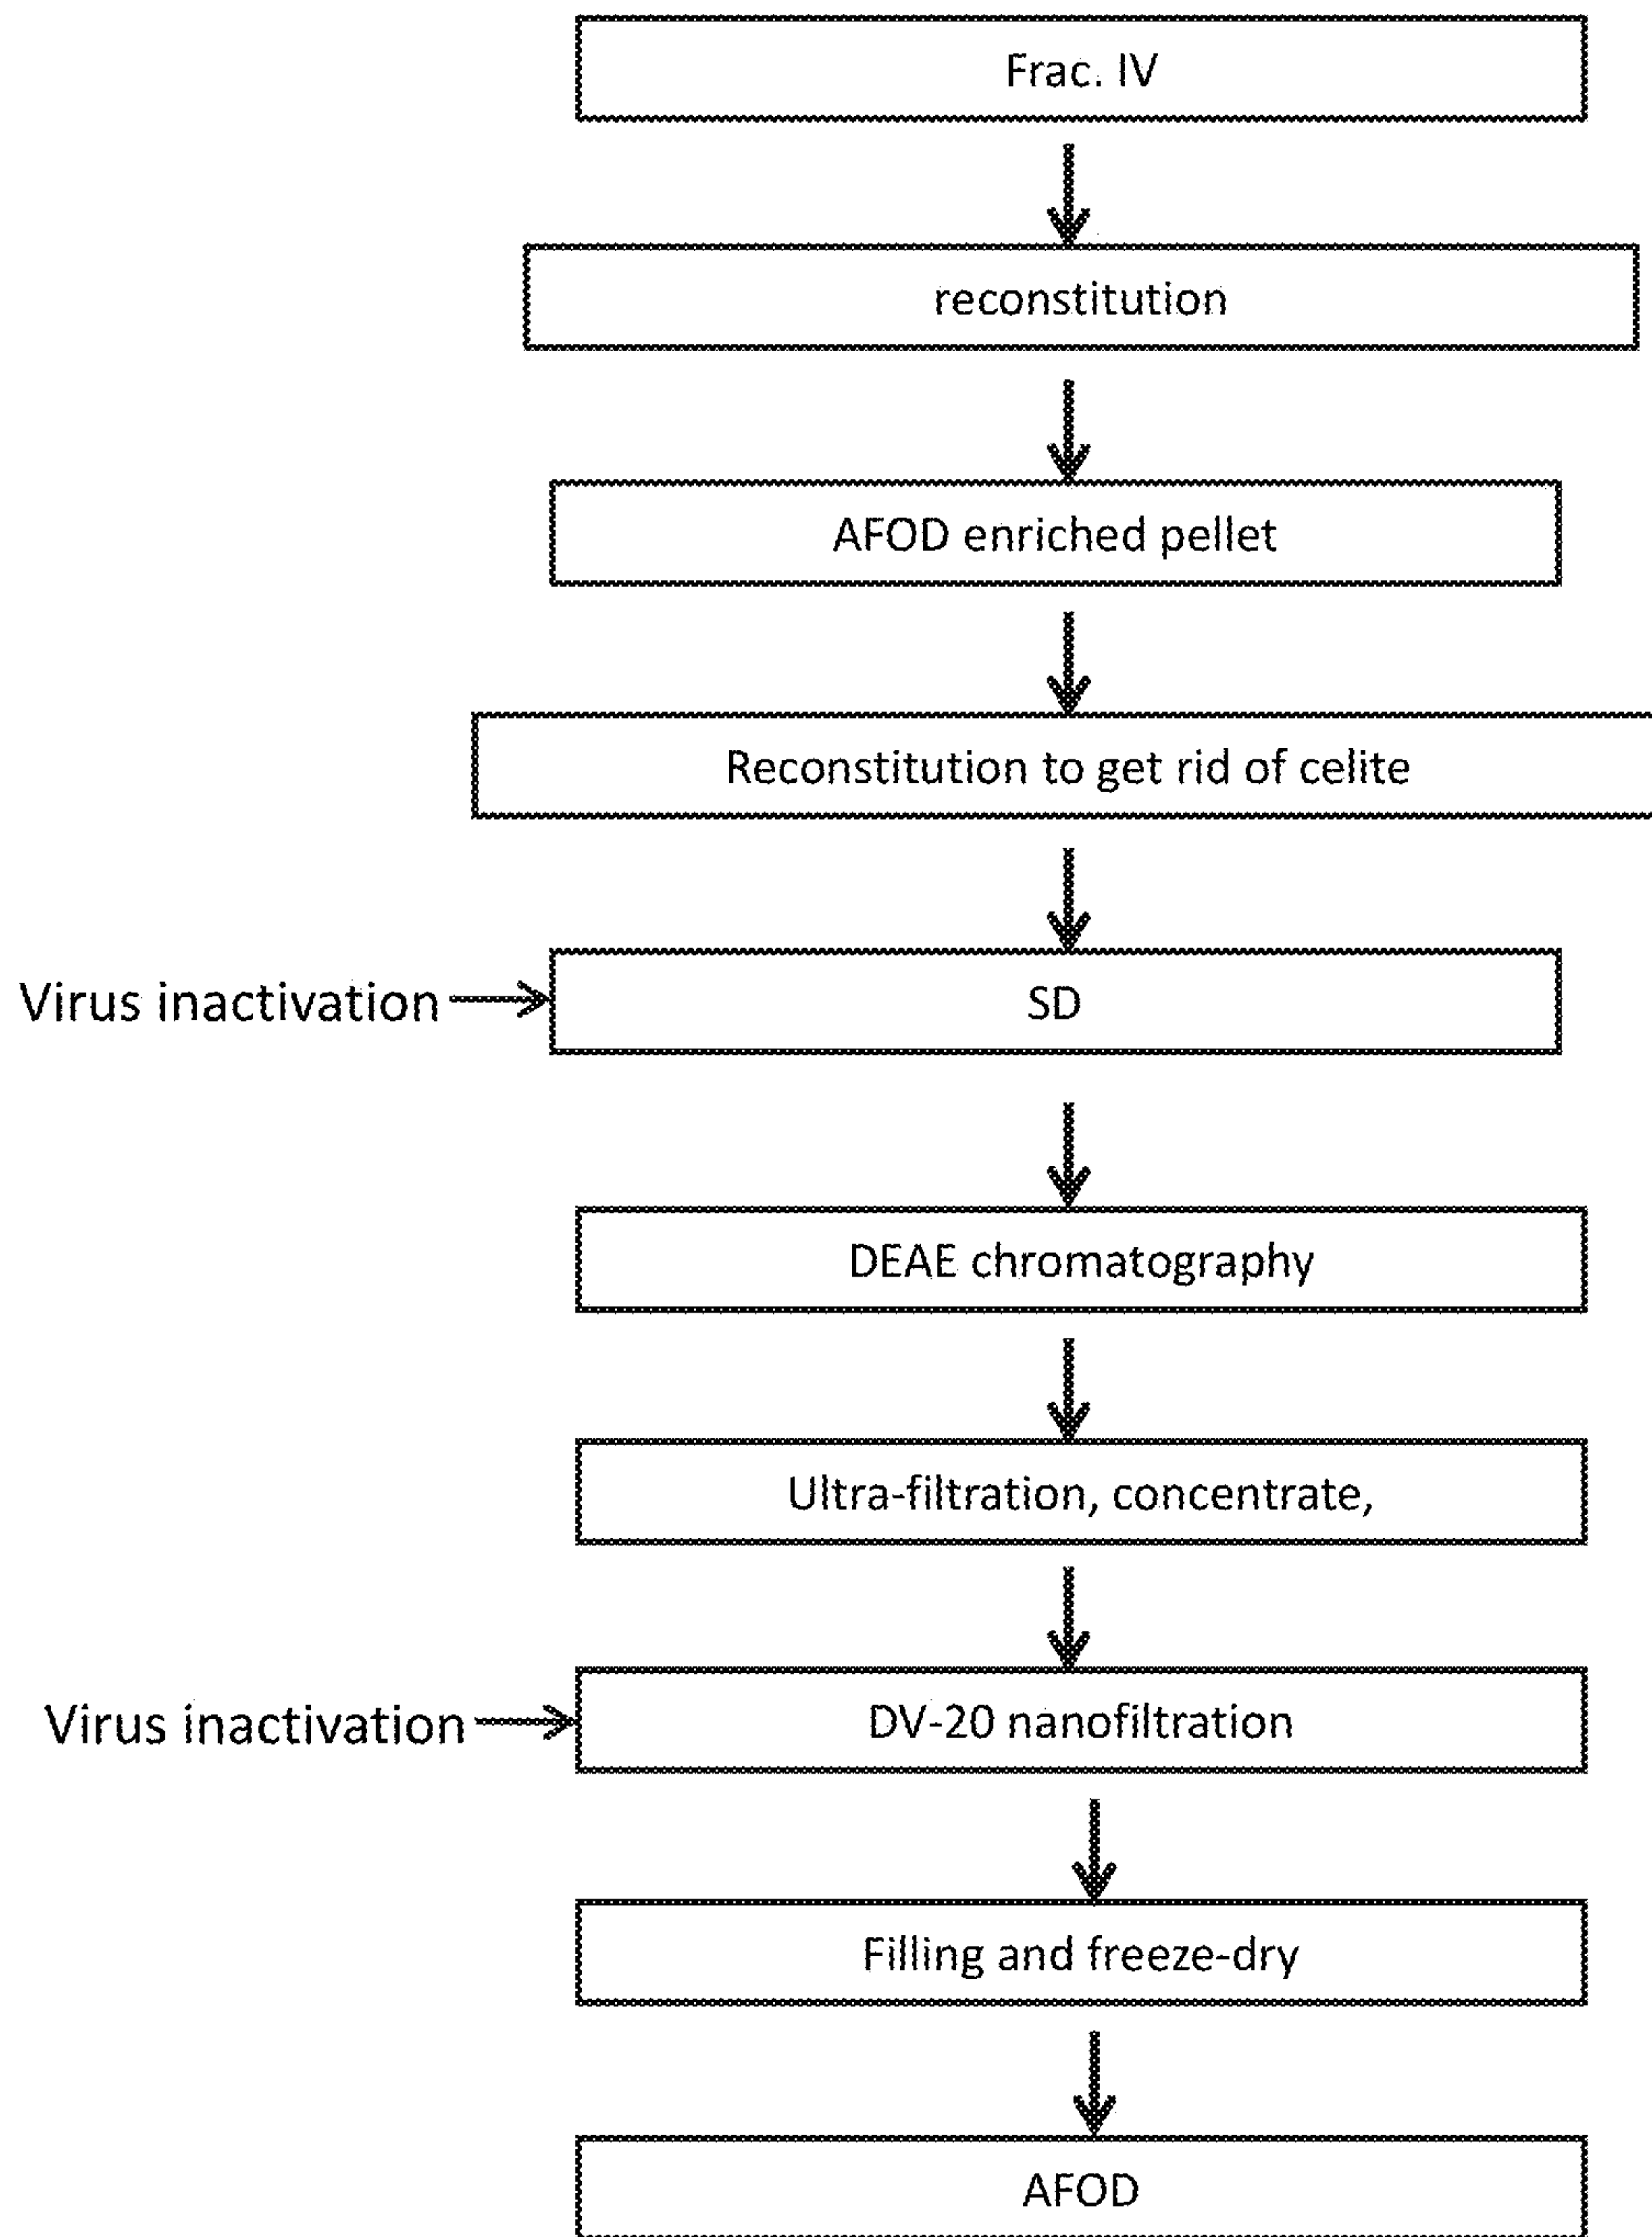 Frac. IV
reconstitution
AFOD enriched pellet
Reconstitution to get rid of celite
Virus inactivation
SD
DEAE chromatography
Ultra-filtration, concentrate,
Virus inactivation
DV-20 nanofiltration
Filling and freeze-dry
AFOD